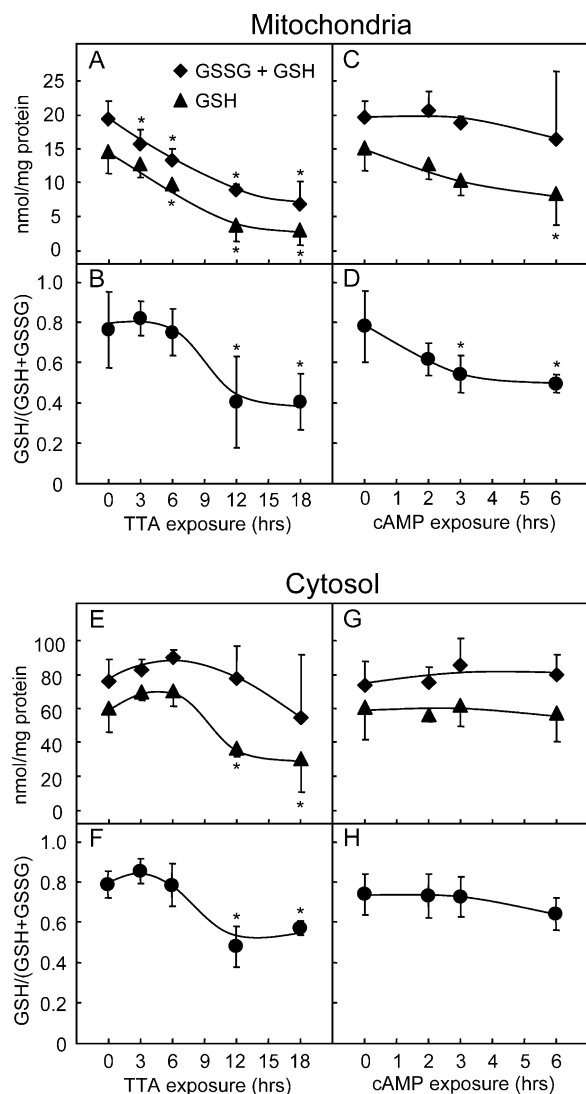 Mitochondria
A
GSSG + GSH
GSH
C
nmol/mg protein
25
20
15
10
5
0
*
*
*
*
*
*
*
*
B
D
GSH/(GSH+GSSG)
1.0
0.8
0.6
0.4
0.2
0
*
*
*
*
0 3 6 9 12 15 18
0 1 2 3 4 5 6
TTA exposure (hrs)
cAMP exposure (hrs)
Cytosol
E
G
nmol/mg protein
100
80
60
40
20
0
*
*
F
H
GSH/(GSH+GSSG)
1.0
0.8
0.6
0.4
0.2
0
*
*
0 3 6 9 12 15 18
0 1 2 3 4 5 6
TTA exposure (hrs)
cAMP exposure (hrs)